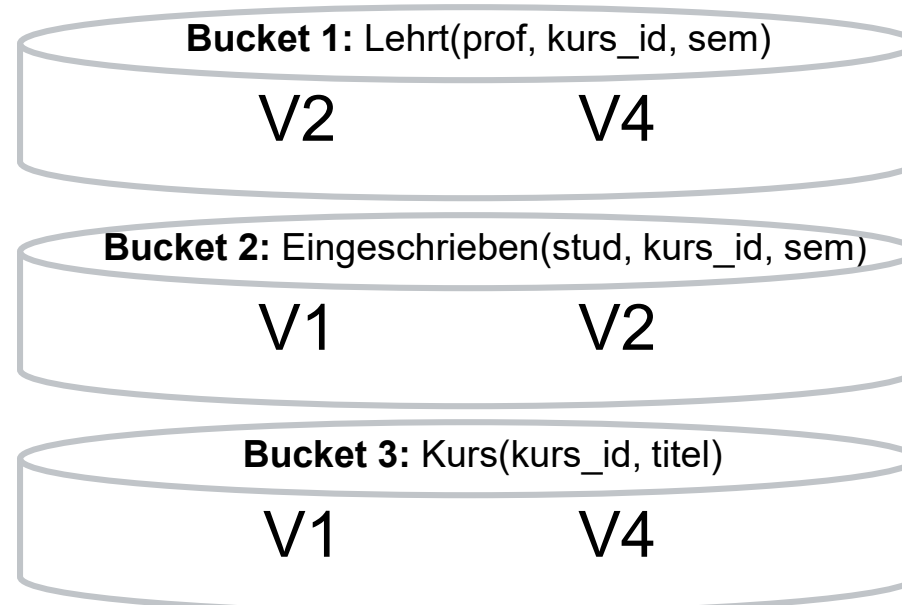 Bucket 1: Lehrt(prof, kurs_id, sem)
V2 V4
Bucket 2: Eingeschrieben(stud, kurs_id, sem)
V1 V2
Bucket 3: Kurs(kurs_id, titel)
V1 V4